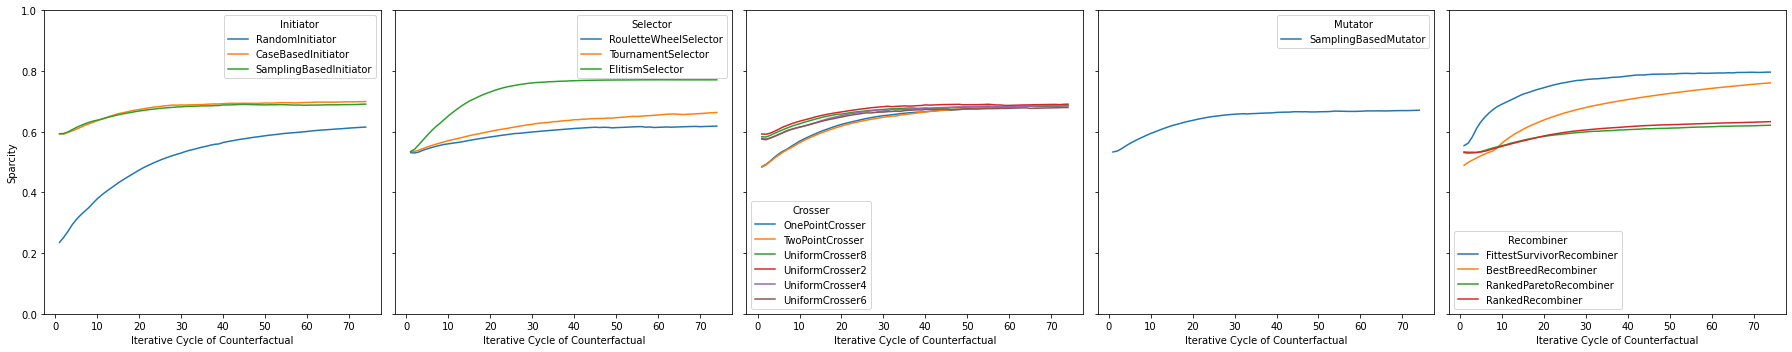 Sparcity
1.0
0.8
0.6
0.4
0.2
0.0
Initiator
RandomInitiator
CaseBasedInitiator
SamplingBasedInitiator
0 10 20 30 40 50 60 70
Iterative Cycle of Counterfactual
Selector
RouletteWheelSelector
TournamentSelector
ElitismSelector
0 10 20 30 40 50 60 70
Iterative Cycle of Counterfactual
Crosser
OnePointCrosser
TwoPointCrosser
UniformCrosser8
UniformCrosser2
UniformCrosser4
UniformCrosser6
0 10 20 30 40 50 60 70
Iterative Cycle of Counterfactual
Mutator
SamplingBasedMutator
0 10 20 30 40 50 60 70
Iterative Cycle of Counterfactual
Recombiner
FittestSurvivorRecombiner
BestBreedRecombiner
RankedParetoRecombiner
RankedRecombiner
0 10 20 30 40 50 60 70
Iterative Cycle of Counterfactual